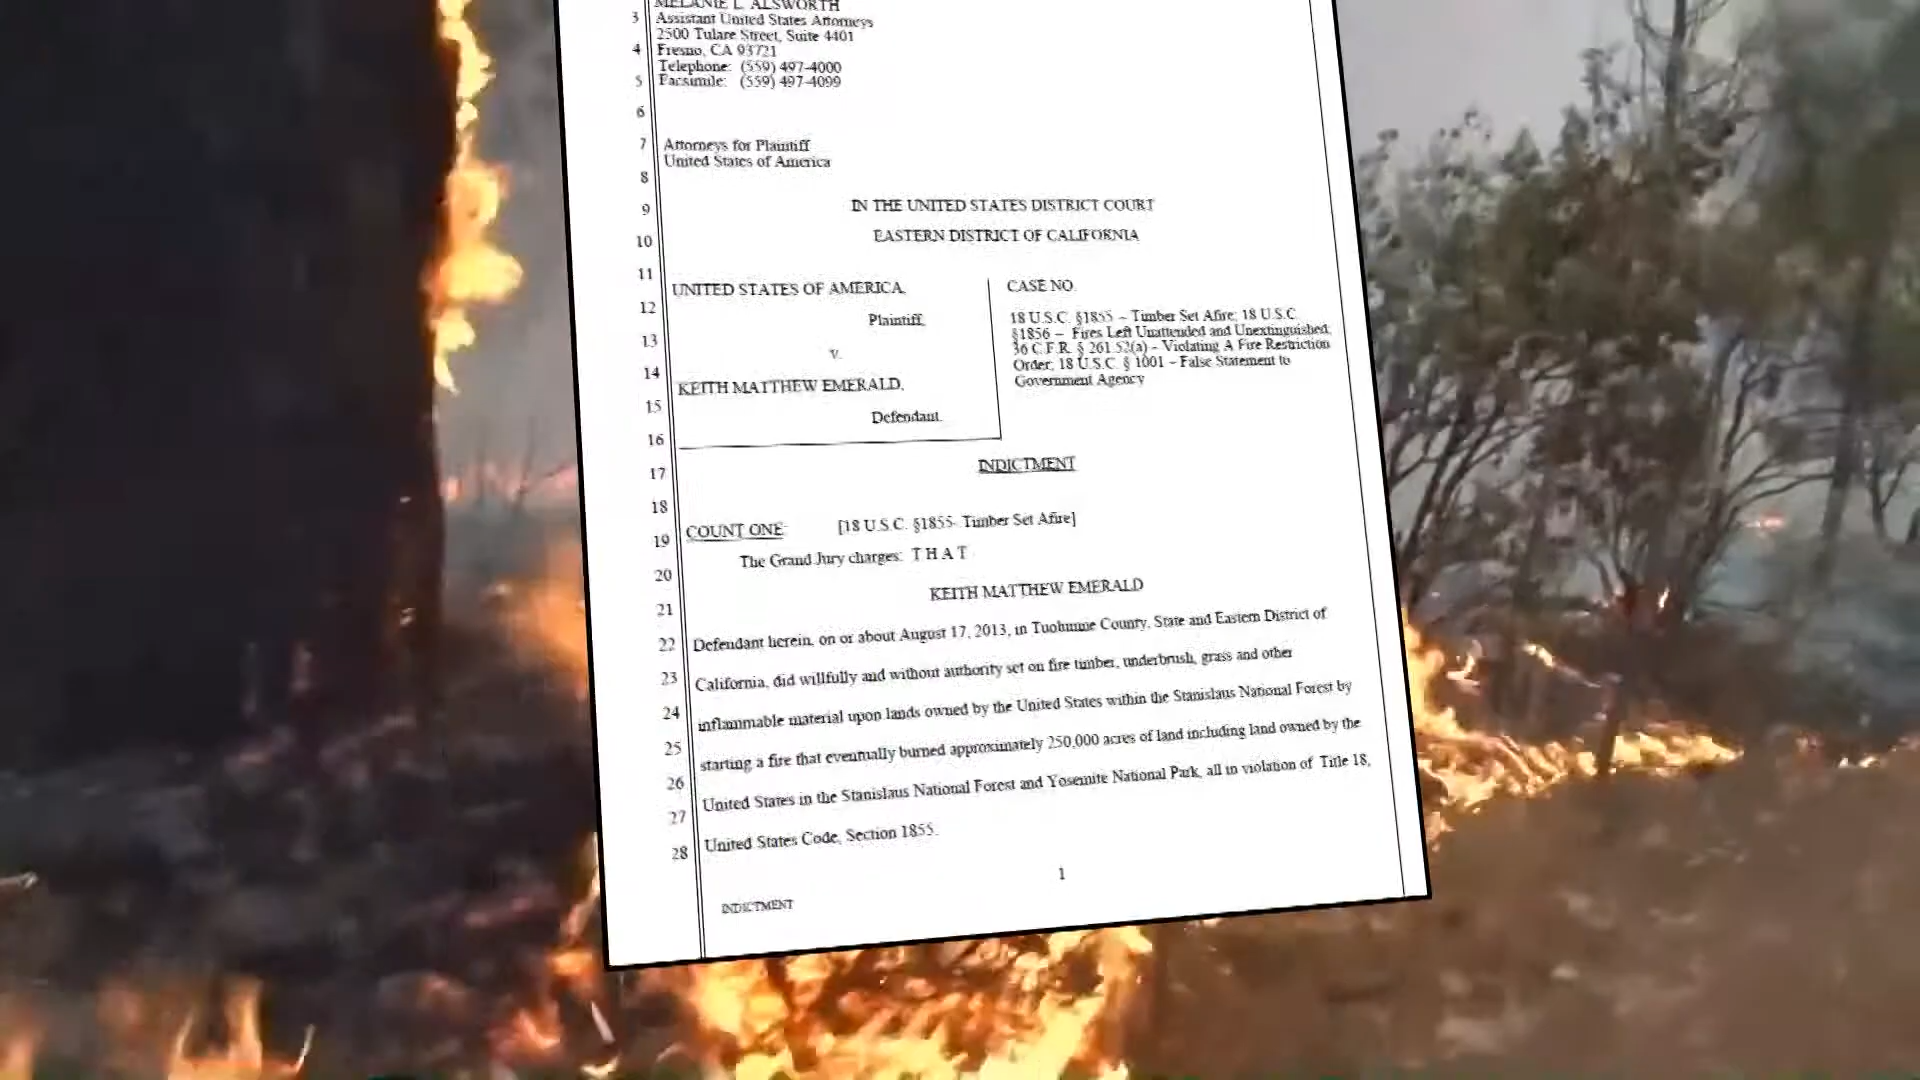 MELANIE L. ALSWORTH
3 Assistant United States Attorneys
2500 Tulare Street, Suite 4401
4 Fresno, CA 93721
Telephone: (559) 497-4000
5 Facsimile: (559) 497-4099
6
7 Attorneys for Plaintiff
United States of America
8
9 IN THE UNITED STATES DISTRICT COURT
10 EASTERN DISTRICT OF CALIFORNIA
11
UNITED STATES OF AMERICA,
12
Plaintiff,
13
v.
14
KEITH MATTHEW EMERALD,
15
Defendant.
16
CASE NO.
18 U.S.C. §1855 – Timber Set Afire; 18 U.S.C.
§1856 – Fires Left Unattended and Unextinguished;
36 C.F.R. § 261.52(a) - Violating A Fire Restriction
Order; 18 U.S.C. § 1001 – False Statement to
Government Agency
17 INDICTMENT
18
COUNT ONE: [18 U.S.C. §1855- Timber Set Afire]
19
The Grand Jury charges: T H A T
20
KEITH MATTHEW EMERALD
21
22 Defendant herein, on or about August 17, 2013, in Tuolumne County, State and Eastern District of
23 California, did willfully and without authority set on fire timber, underbrush, grass and other
24 inflammable material upon lands owned by the United States within the Stanislaus National Forest by
25 starting a fire that eventually burned approximately 250,000 acres of land including land owned by the
26 United States in the Stanislaus National Forest and Yosemite National Park, all in violation of Title 18,
27 United States Code, Section 1855.
28
1
INDICTMENT